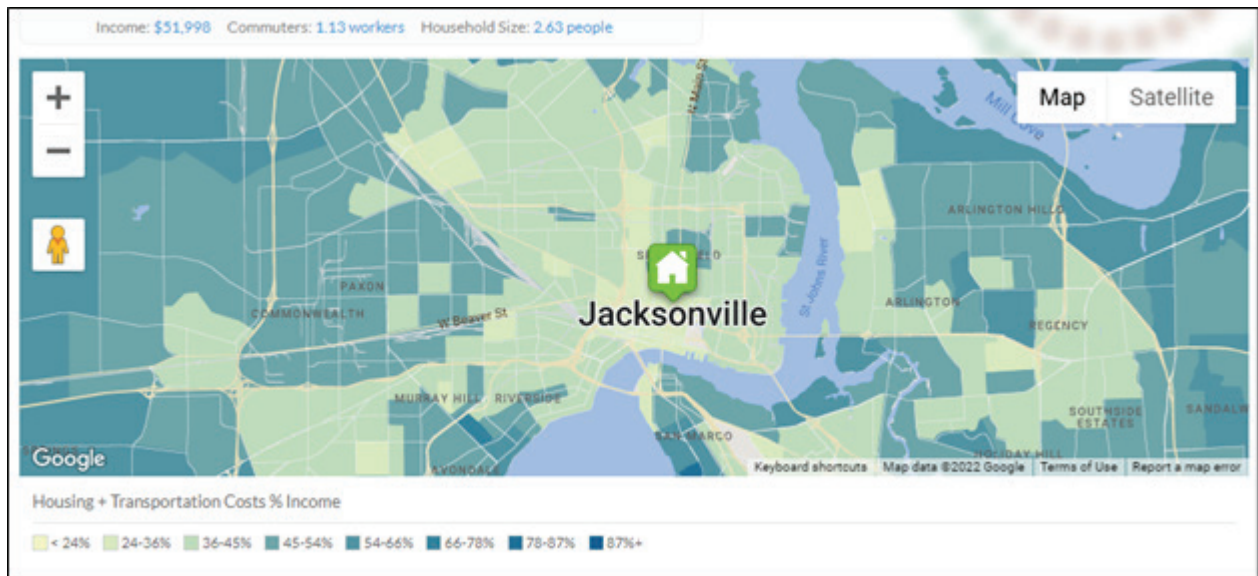 Income: $51,998 Commuters: 1.13 workers Household Size: 2.63 people
Map Satellite
N Main St
Mill Cove
ARLINGTON HILLS
St Johns River
PAXON
COMMONWEALTH
W Beaver St
Jacksonville
ARLINGTON
REGENCY
MURRAY HILL RIVERSIDE
SAN MARCO
SOUTHSIDE
ESTATES
AVONDALE
HOLIDAY HILL
Google
Keyboard shortcuts Map data ©2022 Google Terms of Use Report a map error
Housing + Transportation Costs % Income
< 24% 24-36% 36-45% 45-54% 54-66% 66-78% 78-87% 87%+